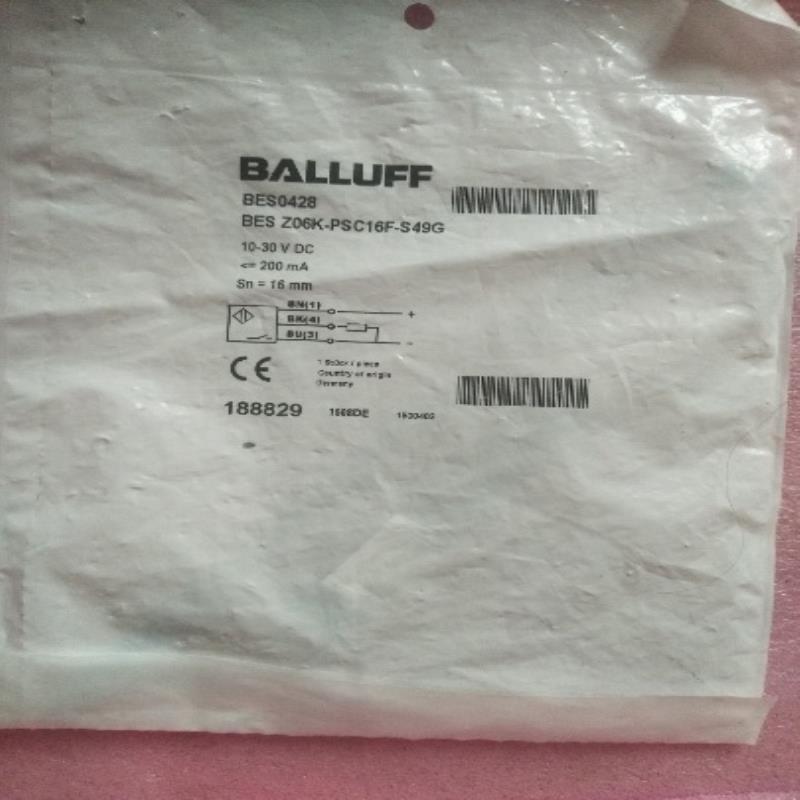 BALLUFF
BES0428
BES Z06K-PSC16F-S49G
10-30 V DC
<= 200 mA
Sn = 16 mm
BN(1) +
BK(4)
BU(3) -
CE
1 Stück / piece
Country of origin
Germany
188829 1508DE